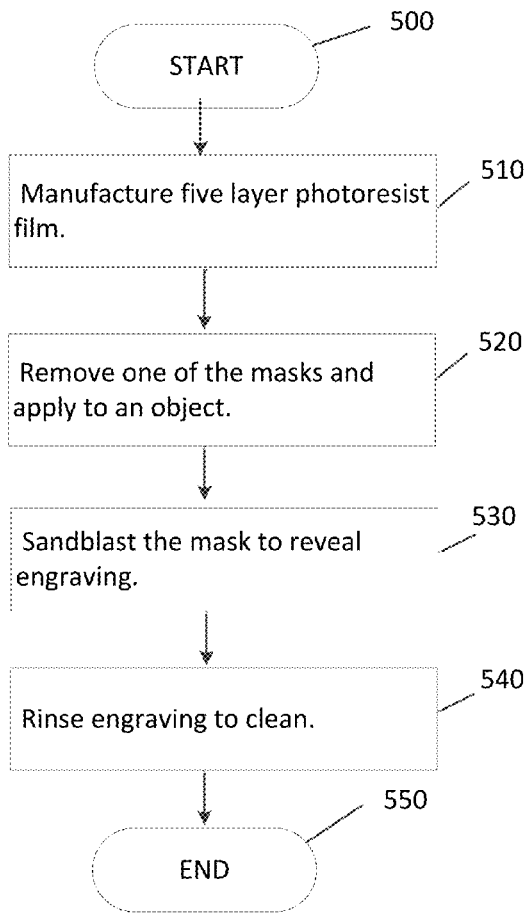 500
START
510
Manufacture five layer photoresist
film.
520
Remove one of the masks and
apply to an object.
530
Sandblast the mask to reveal
engraving.
540
Rinse engraving to clean.
550
END